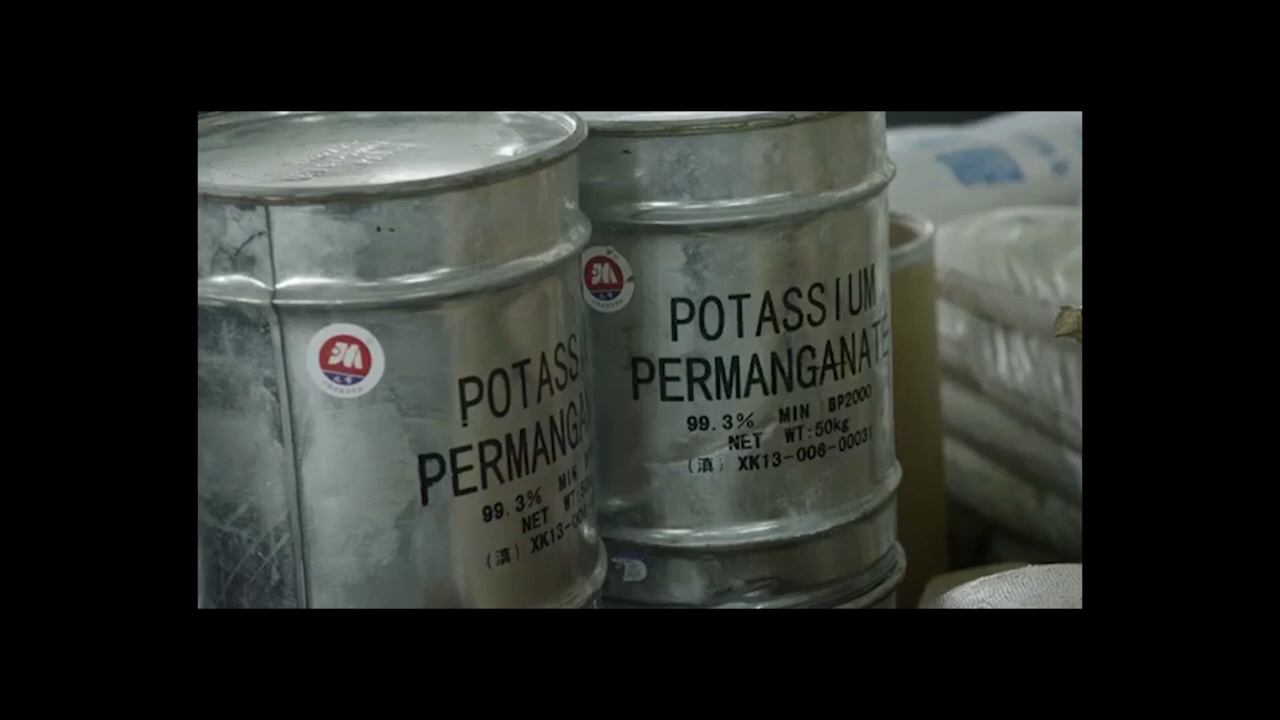 POTASS
PERMANGA
99.3% MIN
NET WT:50
(滇) XK13-00
POTASSIUM
PERMANGANATE
99.3% MIN BP2000
NET WT:50kg
(滇) XK13-006-00031